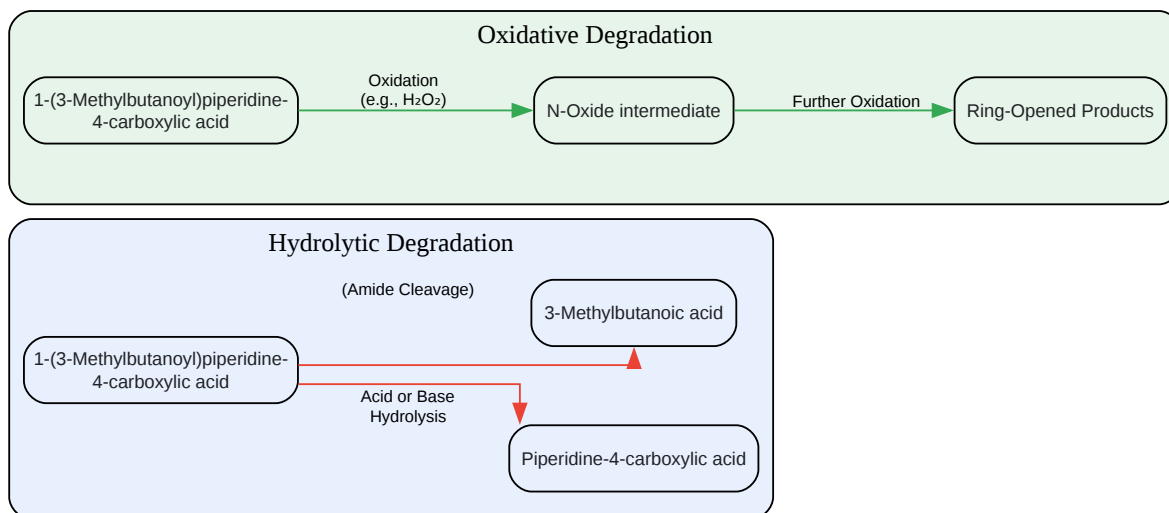 Oxidative Degradation
1-(3-Methylbutanoyl)piperidine-
4-carboxylic acid
Oxidation
(e.g., H₂O₂)
N-Oxide intermediate
Further Oxidation
Ring-Opened Products
Hydrolytic Degradation
(Amide Cleavage)
3-Methylbutanoic acid
1-(3-Methylbutanoyl)piperidine-
4-carboxylic acid
Acid or Base
Hydrolysis
Piperidine-4-carboxylic acid